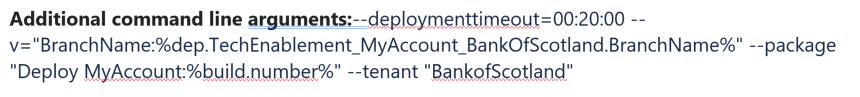 Additional command line arguments:--deploymenttimeout=00:20:00 --
v="BranchName:%dep.TechEnablement_MyAccount_BankOfScotland.BranchName%" --package
"Deploy MyAccount:%build.number%" --tenant "BankofScotland"